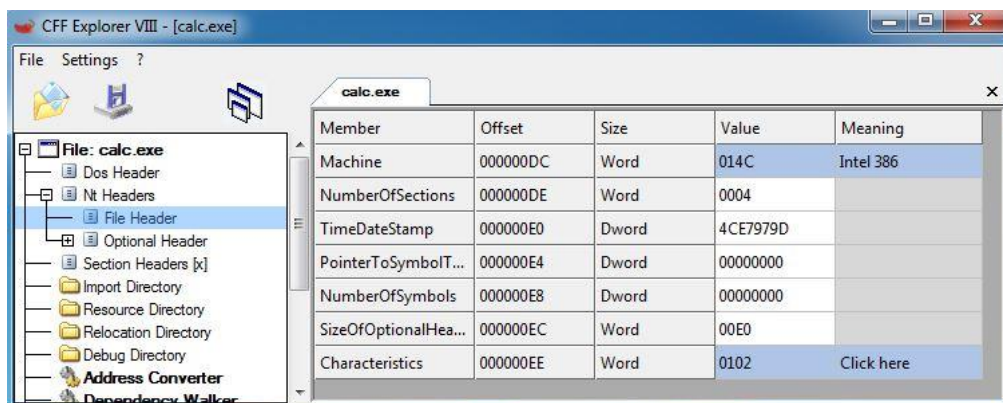 CFF Explorer VIII - [calc.exe]
File Settings ?
calc.exe
File: calc.exe
Dos Header
Nt Headers
File Header
Optional Header
Section Headers [x]
Import Directory
Resource Directory
Relocation Directory
Debug Directory
Address Converter
Dependency Walker
Member Offset Size Value Meaning
Machine 000000DC Word 014C Intel 386
NumberOfSections 000000DE Word 0004
TimeDateStamp 000000E0 Dword 4CE7979D
PointerToSymbolT... 000000E4 Dword 00000000
NumberOfSymbols 000000E8 Dword 00000000
SizeOfOptionalHea... 000000EC Word 00E0
Characteristics 000000EE Word 0102 Click here